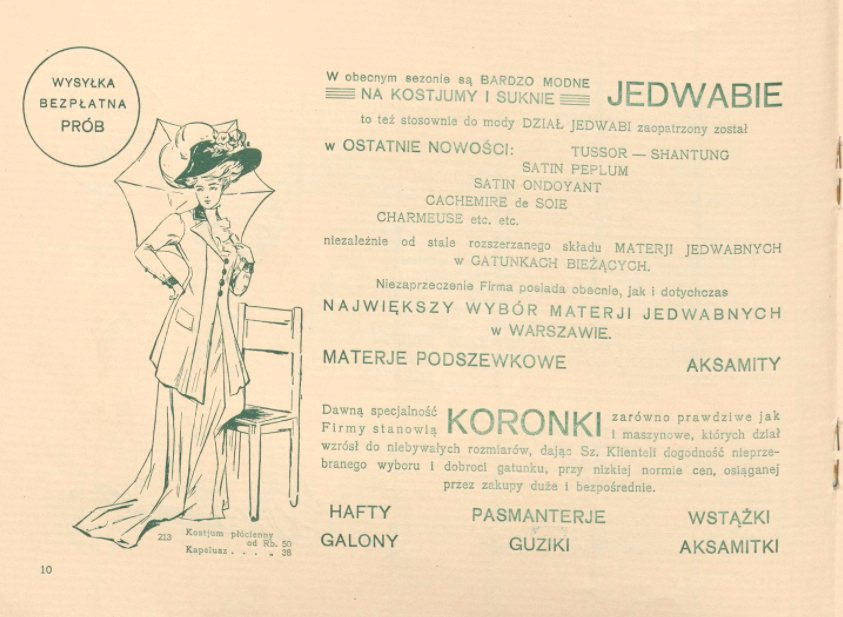 WYSYŁKA
BEZPŁATNA
PRÓB
W obecnym sezonie są BARDZO MODNE
NA KOSTJUMY I SUKNIE JEDWABIE
to też stosownie do mody DZIAŁ JEDWABI zaopatrzony został
w OSTATNIE NOWOŚCI: TUSSOR — SHANTUNG
SATIN PEPLUM
SATIN ONDOYANT
CACHEMIRE de SOIE
CHARMEUSE etc. etc.
niezależnie od stale rozszerzanego składu MATERJI JEDWABNYCH
w GATUNKACH BIEŻĄCYCH.
Niezaprzeczenie Firma posiada obecnie, jak i dotychczas
NAJWIĘKSZY WYBÓR MATERJI JEDWABNYCH
w WARSZAWIE.
MATERJE PODSZEWKOWE AKSAMITY
Dawną specjalność
Firmy stanowią KORONKI zarówno prawdziwe jak
i maszynowe, których dział
wzrósł do niebywałych rozmiarów, dając Sz. Klienteli dogodność nieprze-
branego wyboru i dobroci gatunku, przy nizkiej normie cen, osiąganej
przez zakupy duże i bezpośrednie.
HAFTY PASMANTERJE WSTĄŻKI
GALONY GUZIKI AKSAMITKI
213 Kostjum płócienny
od Rb. 50
Kapelusz . . . . „ 28
10